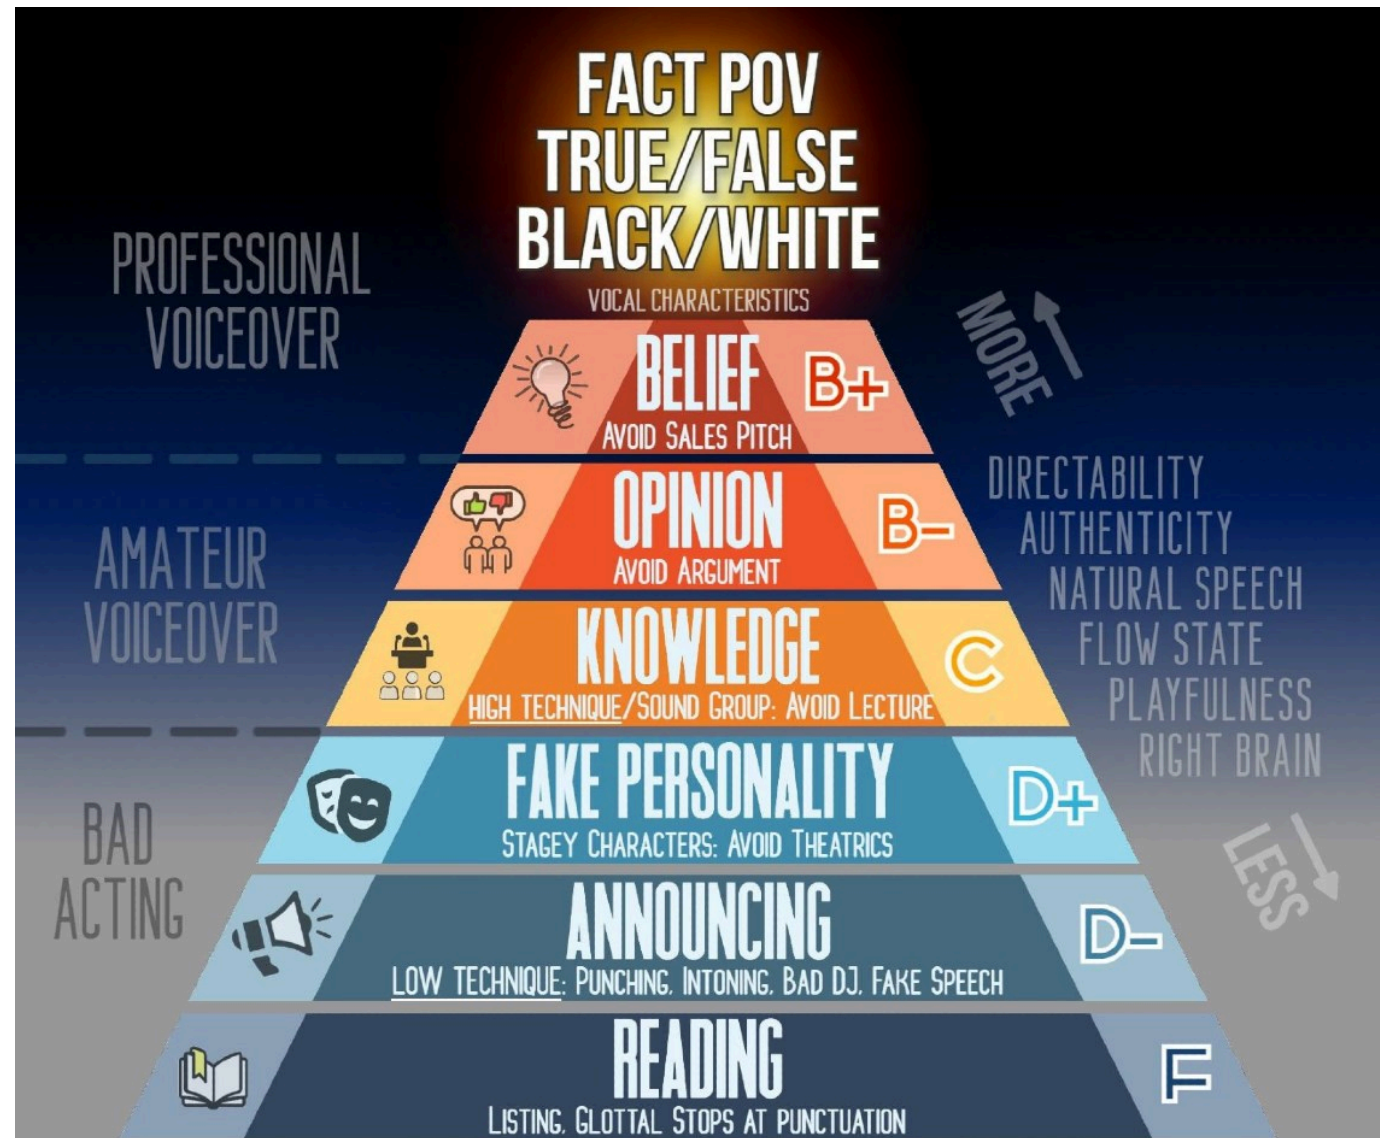 FACT POV
TRUE/FALSE
BLACK/WHITE
VOCAL CHARACTERISTICS
PROFESSIONAL
VOICEOVER
MORE
BELIEF
B+
AVOID SALES PITCH
OPINION
B-
AVOID ARGUMENT
AMATEUR
VOICEOVER
DIRECTABILITY
AUTHENTICITY
NATURAL SPEECH
FLOW STATE
PLAYFULNESS
RIGHT BRAIN
KNOWLEDGE
C
HIGH TECHNIQUE/SOUND GROUP: AVOID LECTURE
FAKE PERSONALITY
D+
STAGEY CHARACTERS: AVOID THEATRICS
BAD
ACTING
LESS
ANNOUNCING
D-
LOW TECHNIQUE: PUNCHING, INTONING, BAD DJ, FAKE SPEECH
READING
F
LISTING, GLOTTAL STOPS AT PUNCTUATION